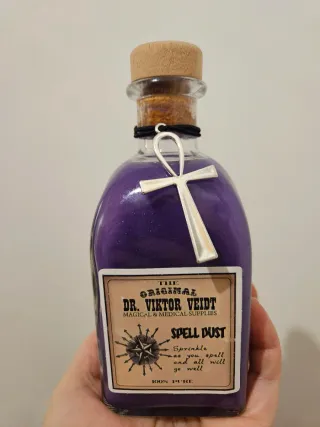 THE
ORIGINAL
DR. VIKTOR VEIDT
MAGICAL & MEDICAL SUPPLIES
SPELL DUST
Sprinkle
as you spell
and all will
go well
100% PURE